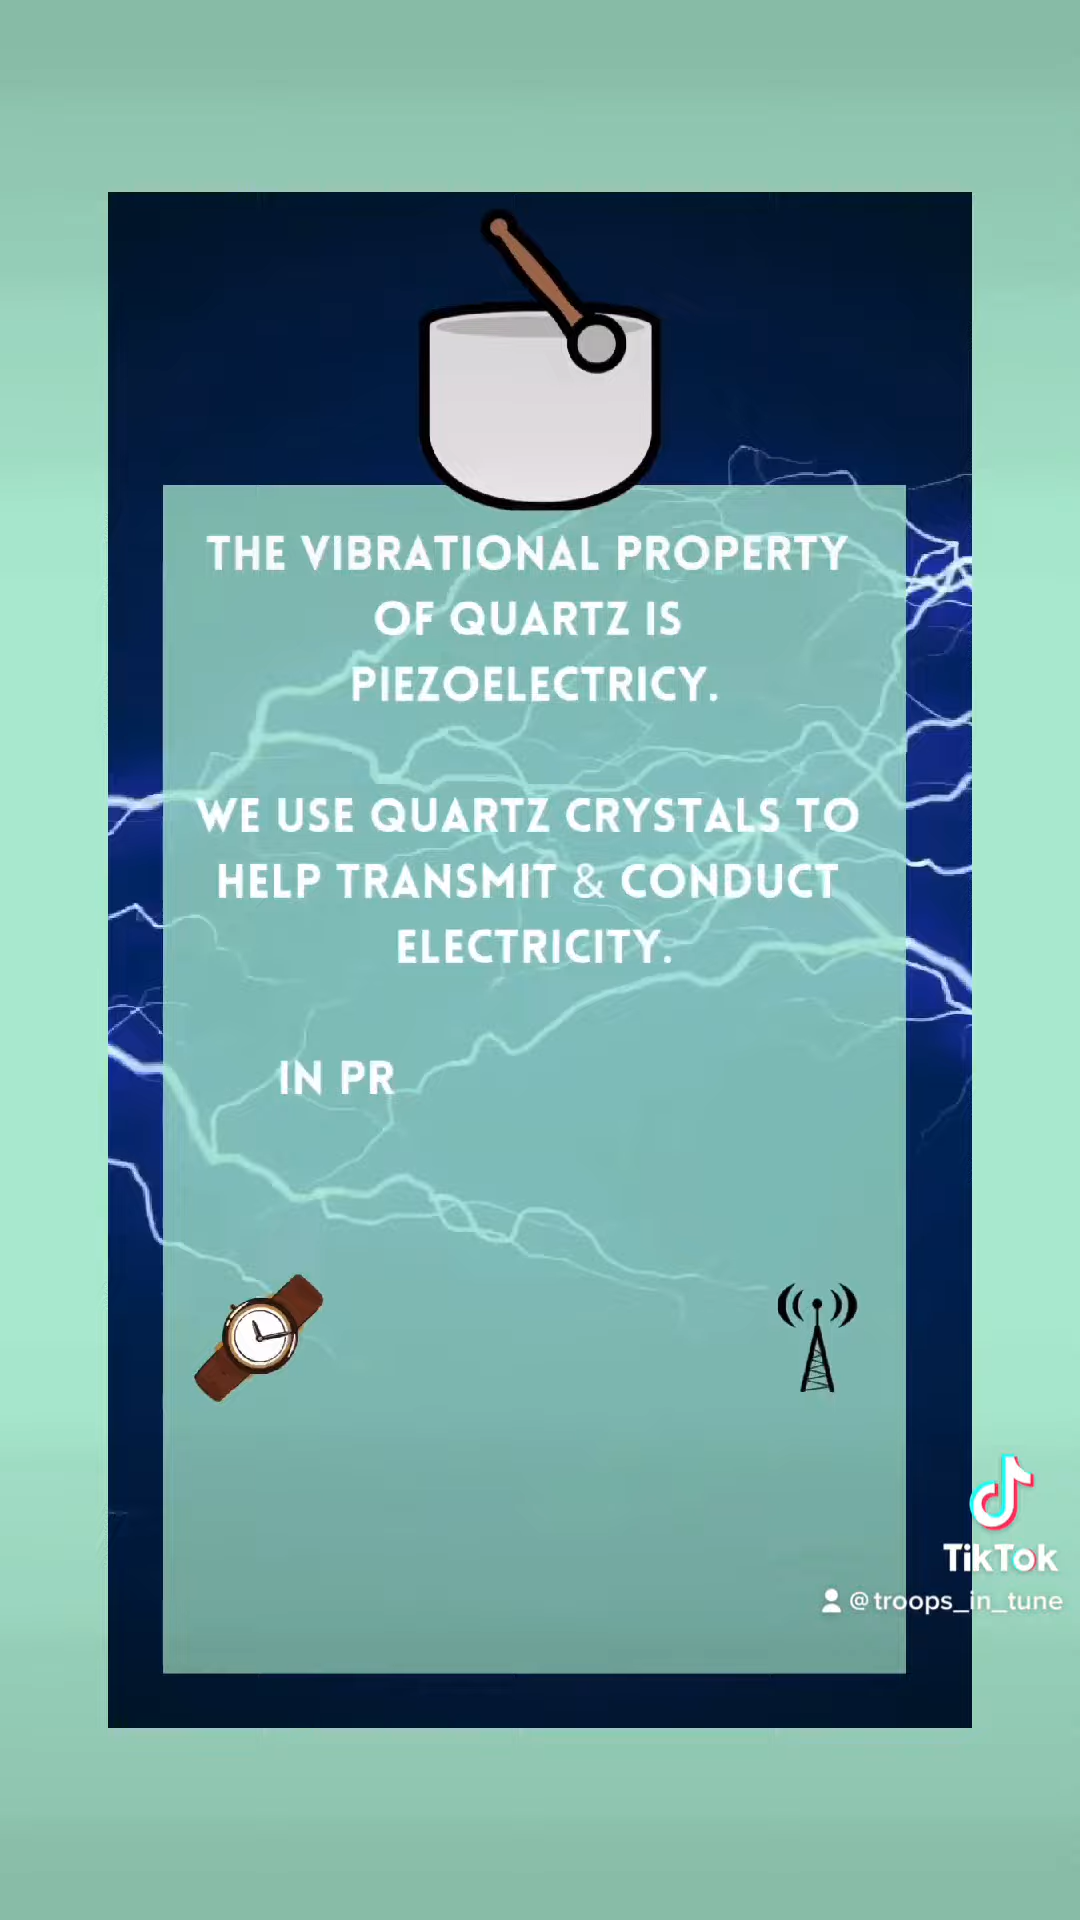 THE VIBRATIONAL PROPERTY
OF QUARTZ IS
PIEZOELECTRICY.
WE USE QUARTZ CRYSTALS TO
HELP TRANSMIT & CONDUCT
ELECTRICITY.
IN PR
TikTok
@troops_in_tune